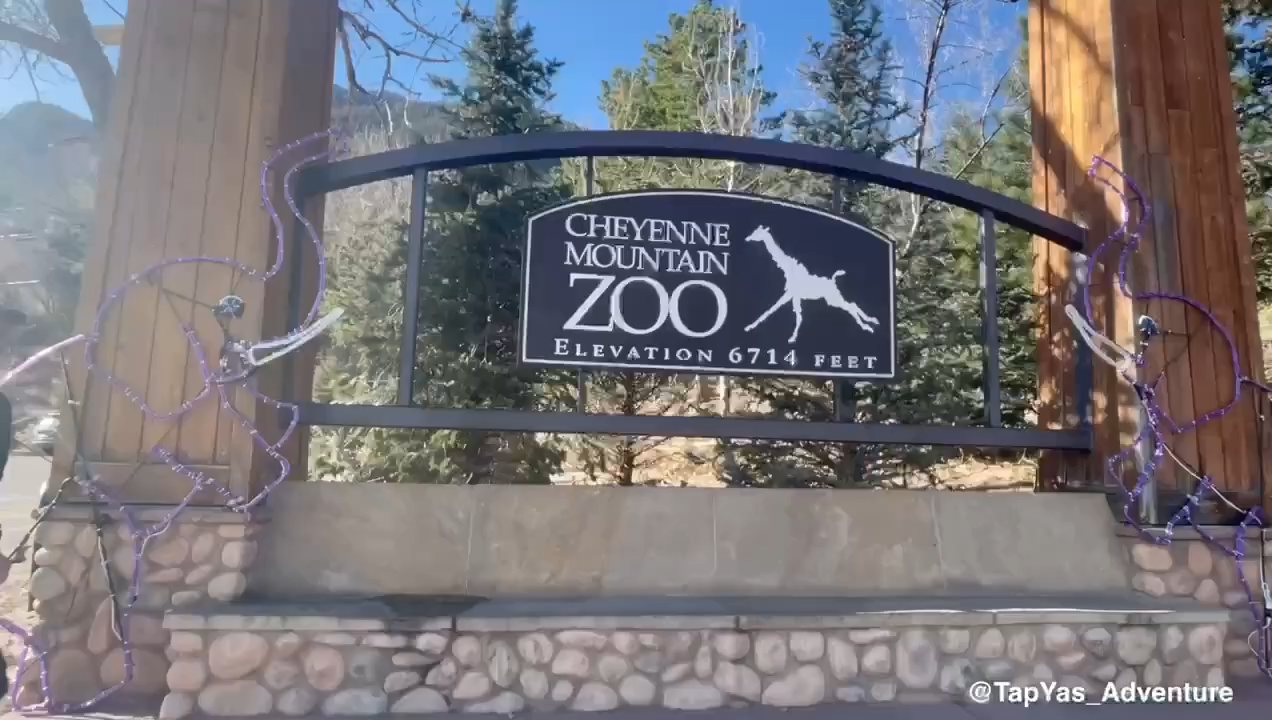 CHEYENNE
MOUNTAIN
ZOO
ELEVATION 6714 FEET
@TapYas_Adventure